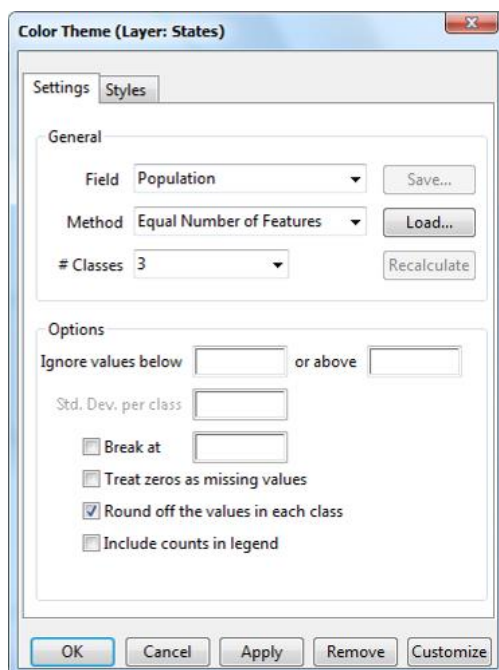 Color Theme (Layer: States)
Settings Styles
General
Field Population Save...
Method Equal Number of Features Load...
# Classes 3 Recalculate
Options
Ignore values below or above
Std. Dev. per class
Break at
Treat zeros as missing values
Round off the values in each class
Include counts in legend
OK Cancel Apply Remove Customize